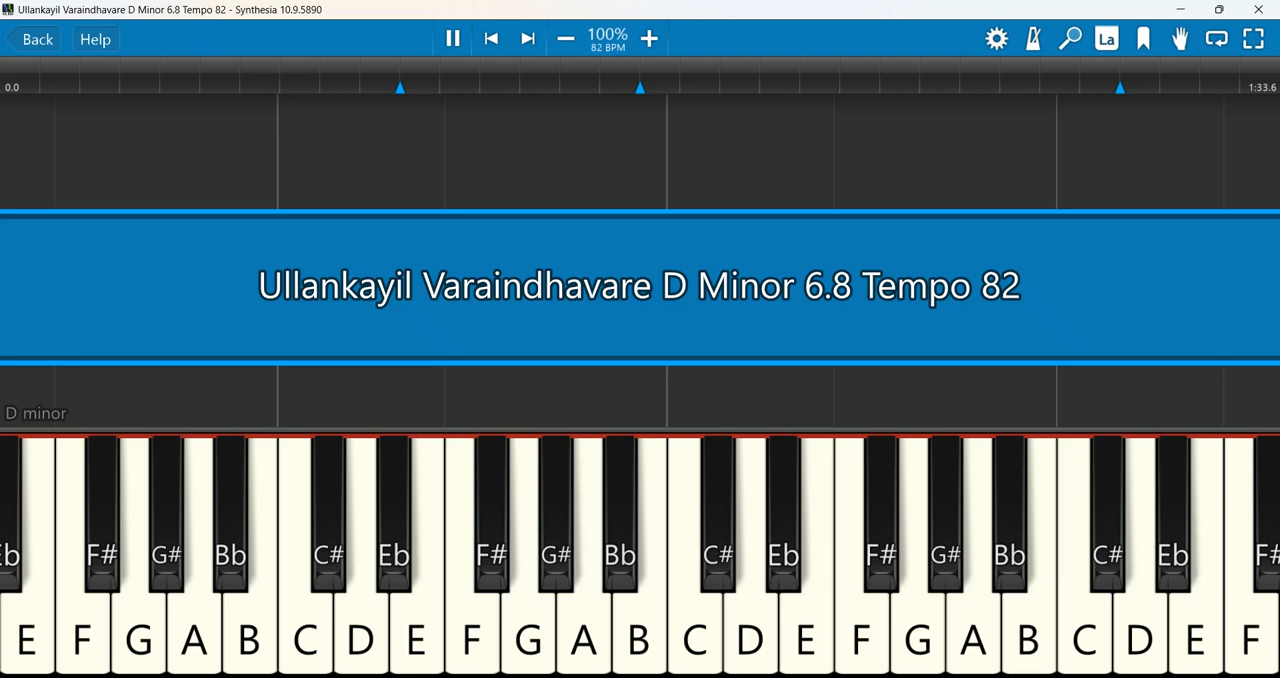 Ullankayil Varaindhavare D Minor 6.8 Tempo 82 - Synthesia 10.9.5890
Back Help 100% La
82 BPM
0.0 1:33.6
Ullankayil Varaindhavare D Minor 6.8 Tempo 82
D minor
Eb F# G# Bb C# Eb F# G# Bb C# Eb F# G# Bb C# Eb F#
E F G A B C D E F G A B C D E F G A B C D E F